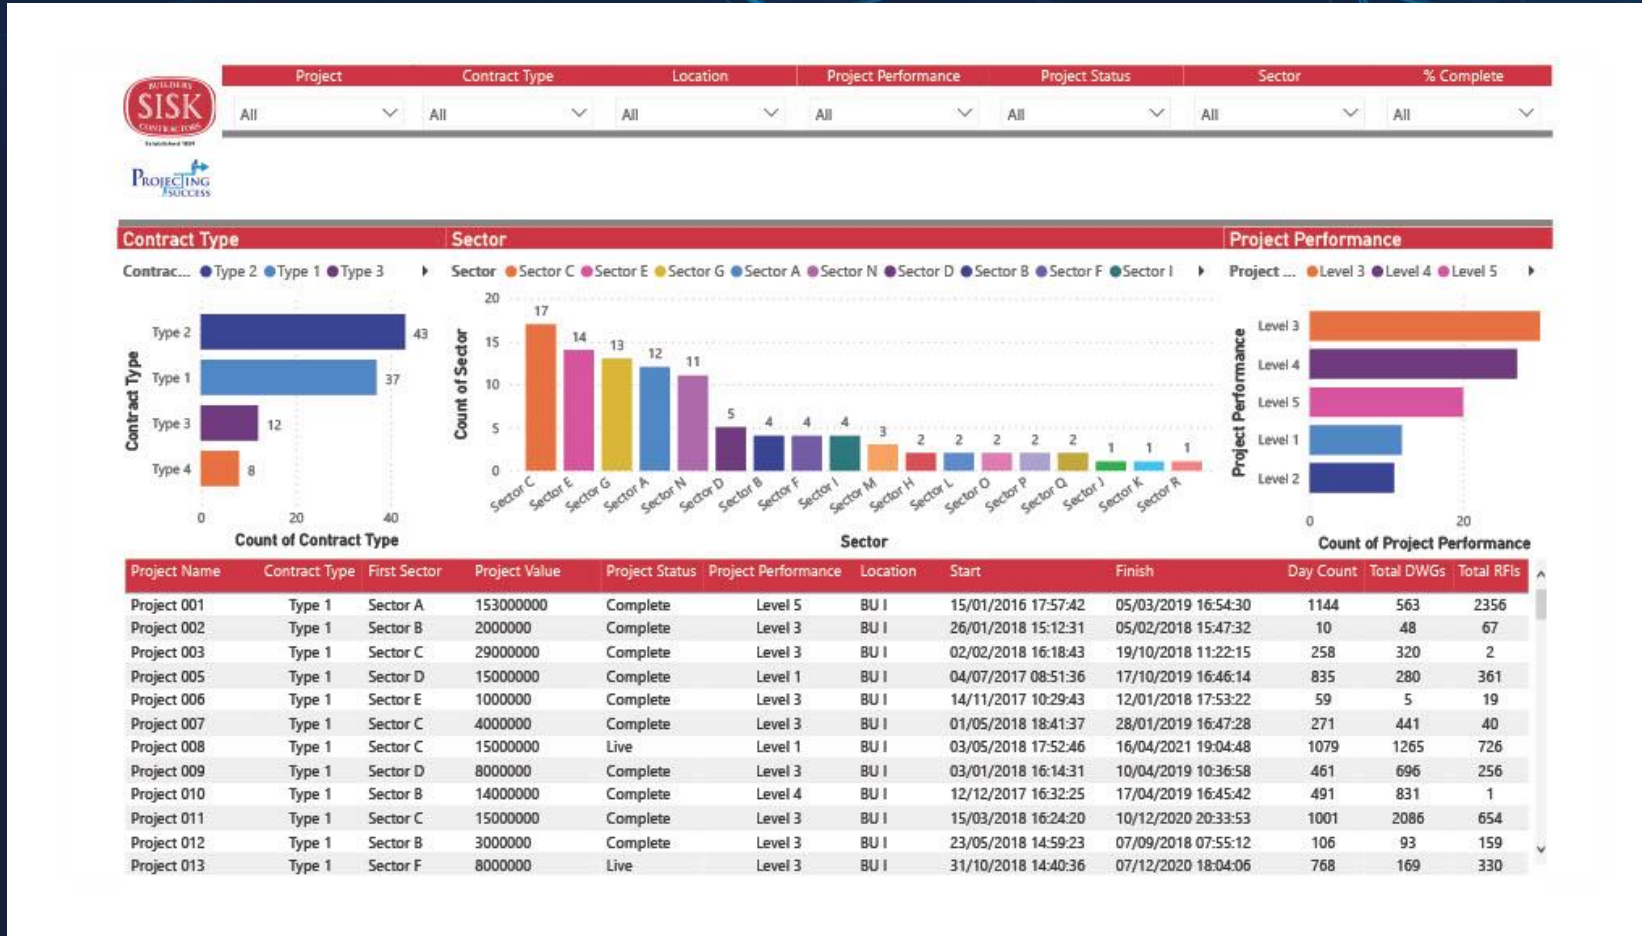 Project Contract Type Location Project Performance Project Status Sector % Complete
BUILDERS
SISK
CONTRACTORS
Established 1859
All All All All All All All
PROJECTING
SUCCESS
Contract Type Sector Project Performance
Contrac... Type 2 Type 1 Type 3
Type 2 43
Type 1 37
Type 3 12
Type 4 8
0 20 40
Contract Type
Count of Contract Type
Sector Sector C Sector E Sector G Sector A Sector N Sector D Sector B Sector F Sector I
20
15
10
5
0
Count of Sector
17 14 13 12 11 5 4 4 4 3 2 2 2 2 2 1 1 1
Sector C Sector E Sector G Sector A Sector N Sector D Sector B Sector F Sector I Sector M Sector H Sector L Sector O Sector P Sector Q Sector J Sector K Sector R
Sector
Project ... Level 3 Level 4 Level 5
Level 3
Level 4
Level 5
Level 1
Level 2
0 20
Project Performance
Count of Project Performance
Project Name Contract Type First Sector Project Value Project Status Project Performance Location Start Finish Day Count Total DWGs Total RFIs
Project 001 Type 1 Sector A 153000000 Complete Level 5 BU I 15/01/2016 17:57:42 05/03/2019 16:54:30 1144 563 2356
Project 002 Type 1 Sector B 2000000 Complete Level 3 BU I 26/01/2018 15:12:31 05/02/2018 15:47:32 10 48 67
Project 003 Type 1 Sector C 29000000 Complete Level 3 BU I 02/02/2018 16:18:43 19/10/2018 11:22:15 258 320 2
Project 005 Type 1 Sector D 15000000 Complete Level 1 BU I 04/07/2017 08:51:36 17/10/2019 16:46:14 835 280 361
Project 006 Type 1 Sector E 1000000 Complete Level 3 BU I 14/11/2017 10:29:43 12/01/2018 17:53:22 59 5 19
Project 007 Type 1 Sector C 4000000 Complete Level 3 BU I 01/05/2018 18:41:37 28/01/2019 16:47:28 271 441 40
Project 008 Type 1 Sector C 15000000 Live Level 1 BU I 03/05/2018 17:52:46 16/04/2021 19:04:48 1079 1265 726
Project 009 Type 1 Sector D 8000000 Complete Level 3 BU I 03/01/2018 16:14:31 10/04/2019 10:36:58 461 696 256
Project 010 Type 1 Sector B 14000000 Complete Level 4 BU I 12/12/2017 16:32:25 17/04/2019 16:45:42 491 831 1
Project 011 Type 1 Sector C 15000000 Complete Level 3 BU I 15/03/2018 16:24:20 10/12/2020 20:33:53 1001 2086 654
Project 012 Type 1 Sector B 3000000 Complete Level 3 BU I 23/05/2018 14:59:23 07/09/2018 07:55:12 106 93 159
Project 013 Type 1 Sector F 8000000 Live Level 3 BU I 31/10/2018 14:40:36 07/12/2020 18:04:06 768 169 330